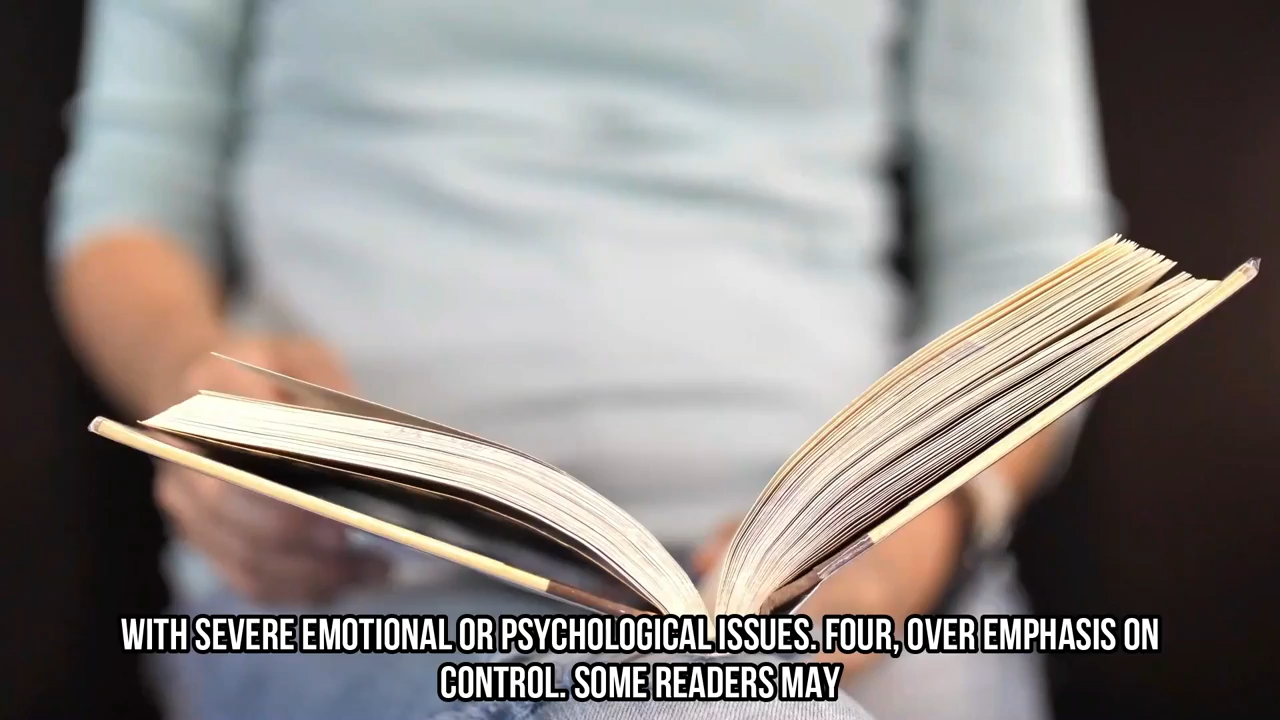 WITH SEVERE EMOTIONAL OR PSYCHOLOGICAL ISSUES. FOUR, OVER EMPHASIS ON
CONTROL. SOME READERS MAY